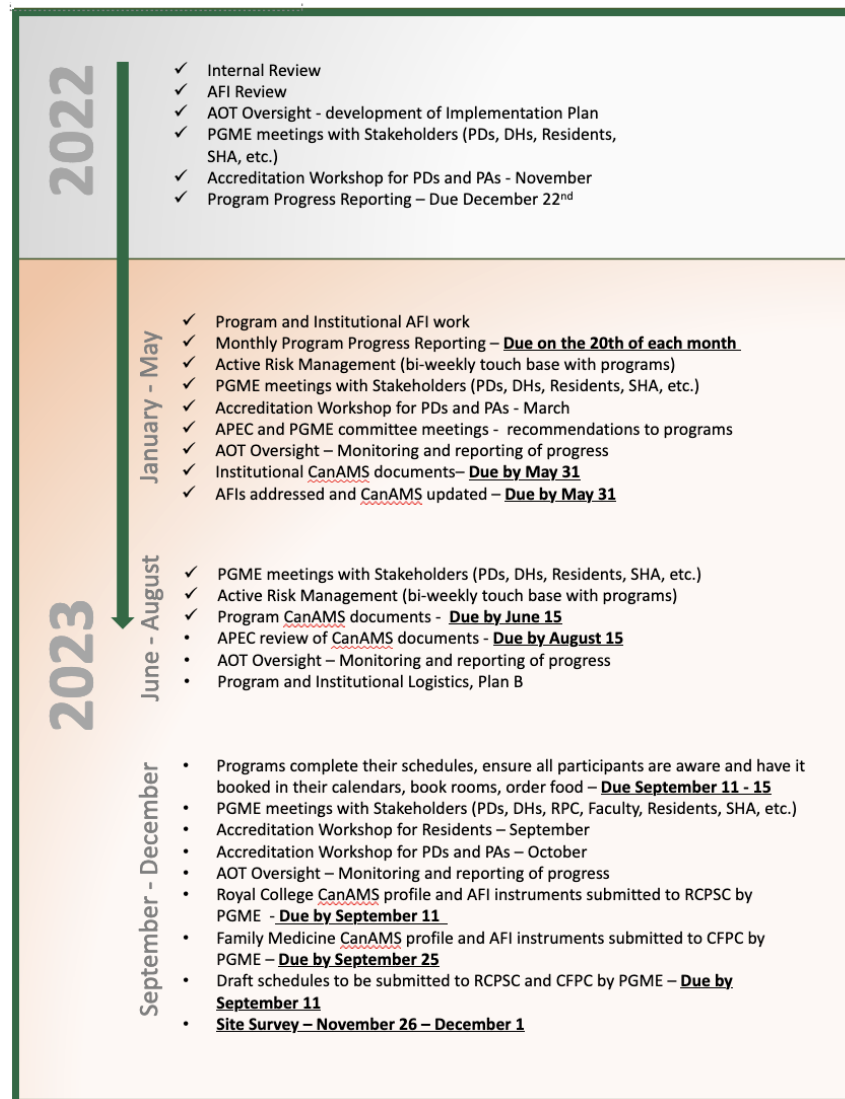 2022
✓ Internal Review
✓ AFI Review
✓ AOT Oversight - development of Implementation Plan
✓ PGME meetings with Stakeholders (PDs, DHs, Residents,
SHA, etc.)
✓ Accreditation Workshop for PDs and PAs - November
✓ Program Progress Reporting – Due December 22nd
2023
January - May
✓ Program and Institutional AFI work
✓ Monthly Program Progress Reporting – Due on the 20th of each month
✓ Active Risk Management (bi-weekly touch base with programs)
✓ PGME meetings with Stakeholders (PDs, DHs, Residents, SHA, etc.)
✓ Accreditation Workshop for PDs and PAs - March
✓ APEC and PGME committee meetings - recommendations to programs
✓ AOT Oversight – Monitoring and reporting of progress
✓ Institutional CanAMS documents– Due by May 31
✓ AFIs addressed and CanAMS updated – Due by May 31
June - August
✓ PGME meetings with Stakeholders (PDs, DHs, Residents, SHA, etc.)
✓ Active Risk Management (bi-weekly touch base with programs)
✓ Program CanAMS documents - Due by June 15
• APEC review of CanAMS documents - Due by August 15
• AOT Oversight – Monitoring and reporting of progress
• Program and Institutional Logistics, Plan B
September - December
• Programs complete their schedules, ensure all participants are aware and have it
booked in their calendars, book rooms, order food – Due September 11 - 15
• PGME meetings with Stakeholders (PDs, DHs, RPC, Faculty, Residents, SHA, etc.)
• Accreditation Workshop for Residents – September
• Accreditation Workshop for PDs and PAs – October
• AOT Oversight – Monitoring and reporting of progress
• Royal College CanAMS profile and AFI instruments submitted to RCPSC by
PGME - Due by September 11
• Family Medicine CanAMS profile and AFI instruments submitted to CFPC by
PGME – Due by September 25
• Draft schedules to be submitted to RCPSC and CFPC by PGME – Due by
September 11
• Site Survey – November 26 – December 1